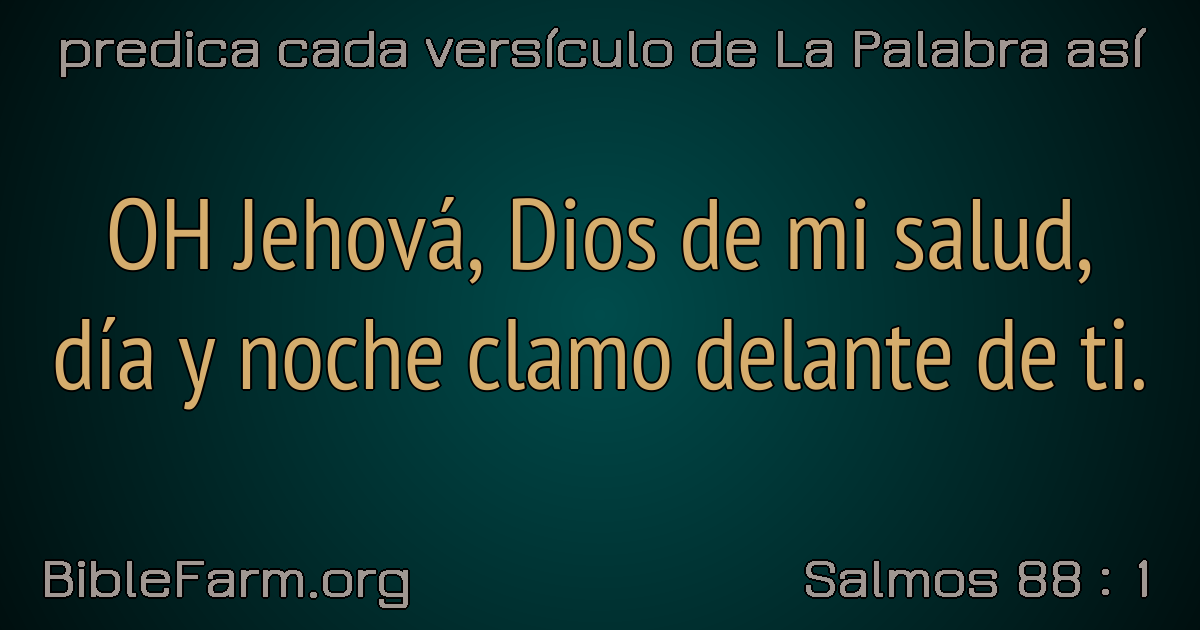 predica cada versículo de La Palabra así
OH Jehová, Dios de mi salud,
día y noche clamo delante de ti.
BibleFarm.org
Salmos 88 : 1